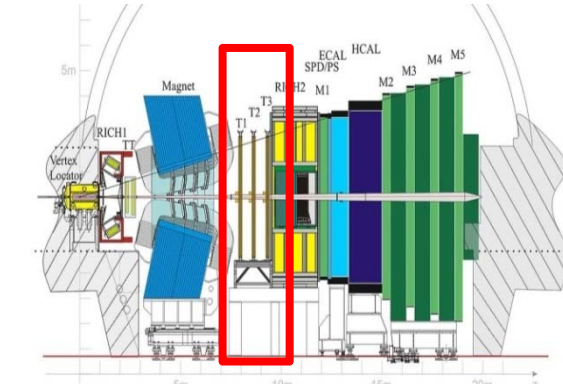 5m
Magnet
RICH1
TT
Vertex
Locator
T1
T2
T3
RICH2
SPD/PS
ECAL
HCAL
M1
M2
M3
M4
M5
5m
10m
15m
20m
z